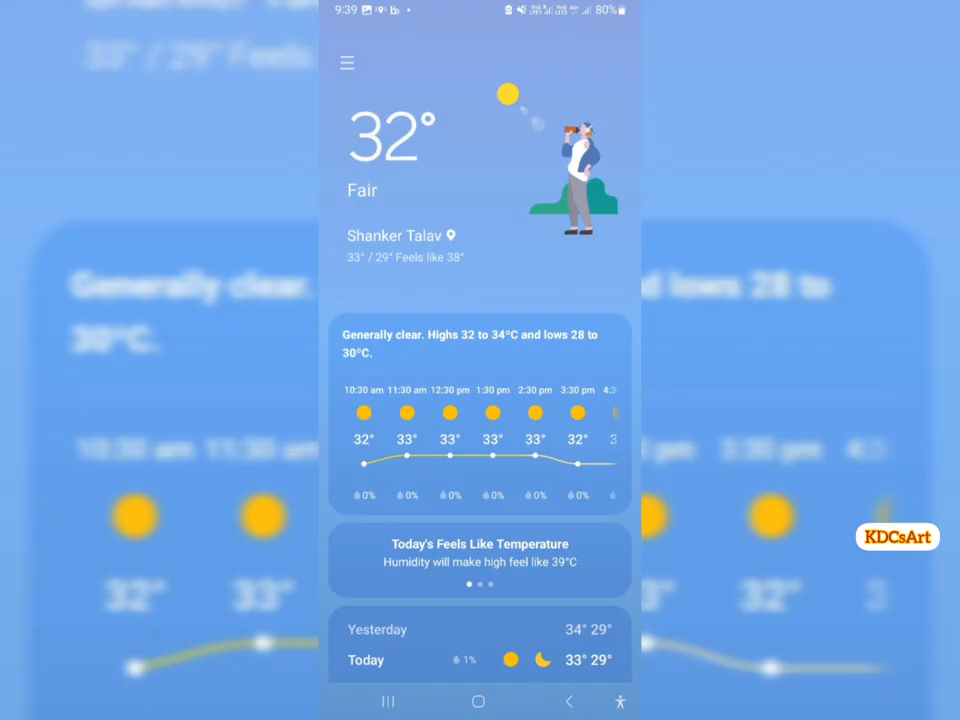 9:39
80%
32°
Fair
Shanker Talav
33° / 29° Feels like 38°
Generally clear. Highs 32 to 34°C and lows 28 to
30°C.
10:30 am 11:30 am 12:30 pm 1:30 pm 2:30 pm 3:30 pm 4:3
32° 33° 33° 33° 33° 32° 3
0% 0% 0% 0% 0% 0%
KDCsArt
Today's Feels Like Temperature
Humidity will make high feel like 39°C
Yesterday 34° 29°
Today 1% 33° 29°